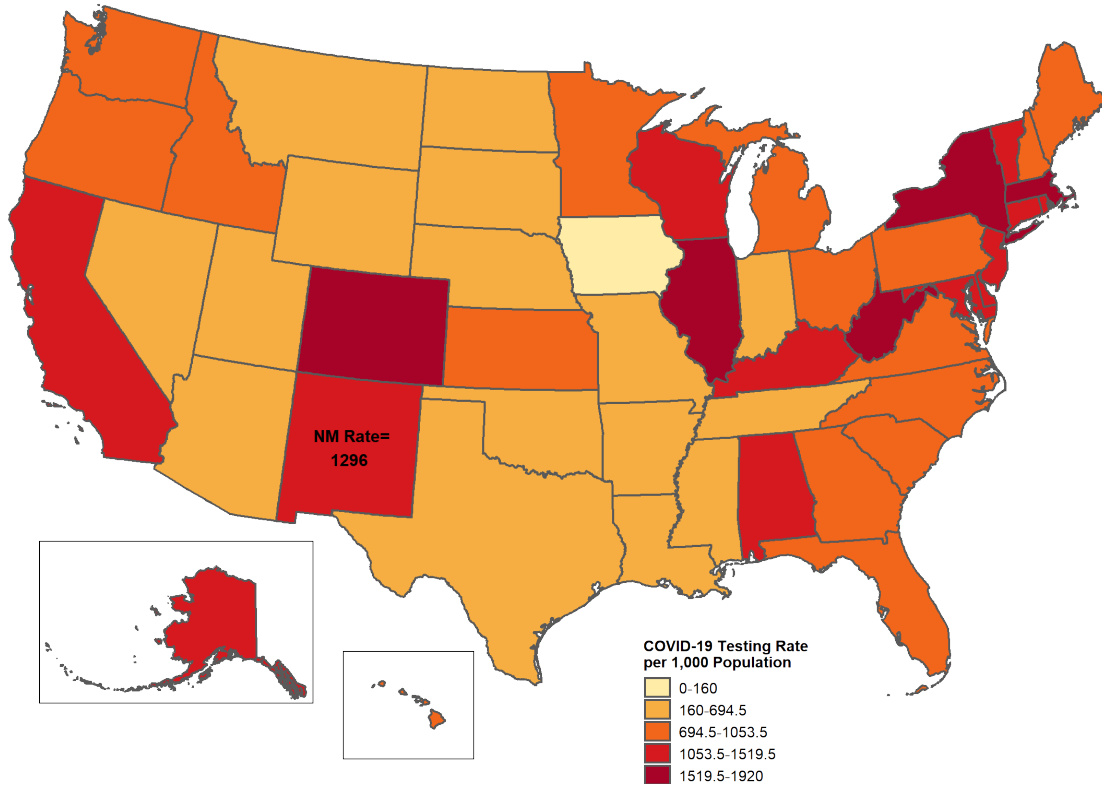 NM Rate=
1296
COVID-19 Testing Rate
per 1,000 Population
0-160
160-694.5
694.5-1053.5
1053.5-1519.5
1519.5-1920